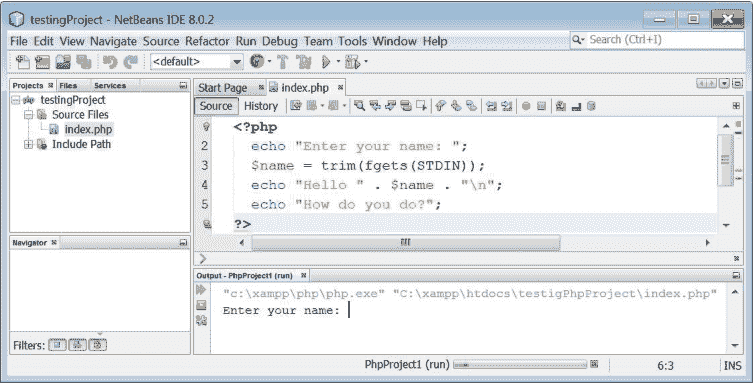 testingProject - NetBeans IDE 8.0.2
File Edit View Navigate Source Refactor Run Debug Team Tools Window Help
Search (Ctrl+I)
<default>
Projects Files Services
testingProject
Source Files
index.php
Include Path
Navigator
Filters:
Start Page index.php
Source History
<?php
2 echo "Enter your name: ";
3 $name = trim(fgets(STDIN));
4 echo "Hello " . $name . "\n";
5 echo "How do you do?";
?>
Output - PhpProject1 (run)
"c:\xampp\php\php.exe" "C:\xampp\htdocs\testigPhpProject\index.php"
Enter your name:
PhpProject1 (run) 6:3 INS